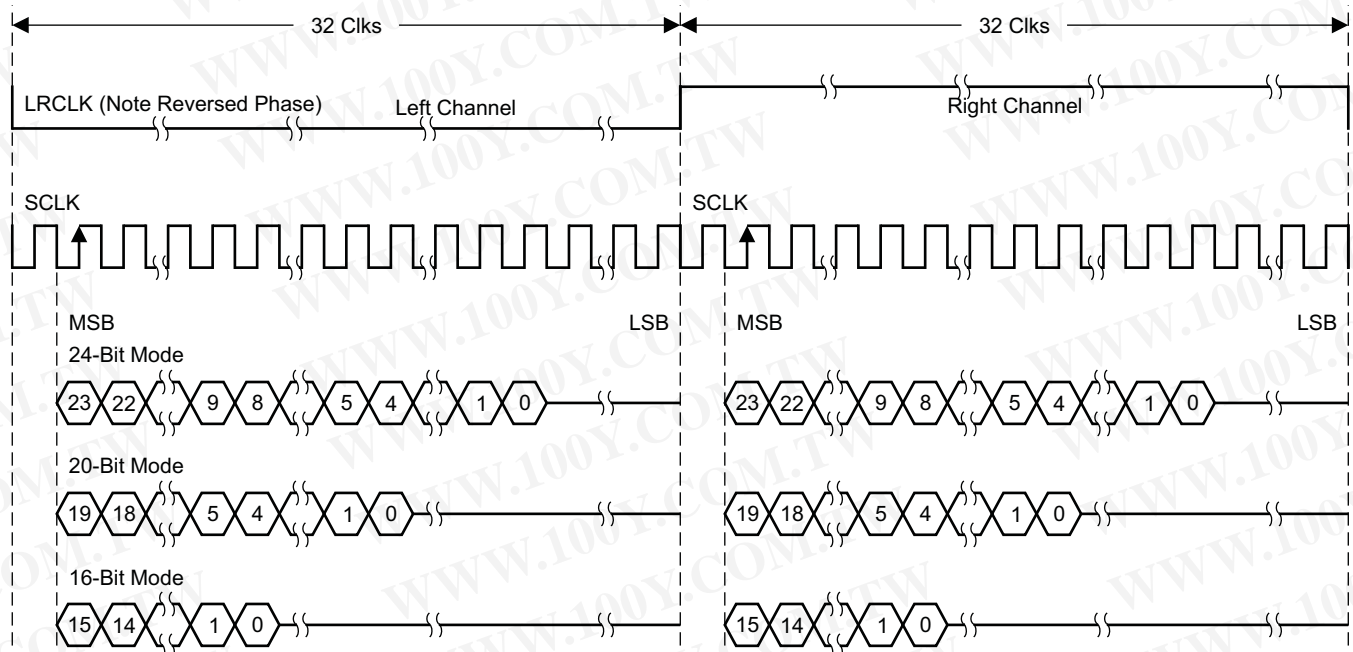 32 Clks 32 Clks
LRCLK (Note Reversed Phase) Left Channel Right Channel
SCLK SCLK
MSB LSB MSB LSB
24-Bit Mode
23 22 9 8 5 4 1 0 23 22 9 8 5 4 1 0
20-Bit Mode
19 18 5 4 1 0 19 18 5 4 1 0
16-Bit Mode
15 14 1 0 15 14 1 0
WWW.100Y.COM.TW